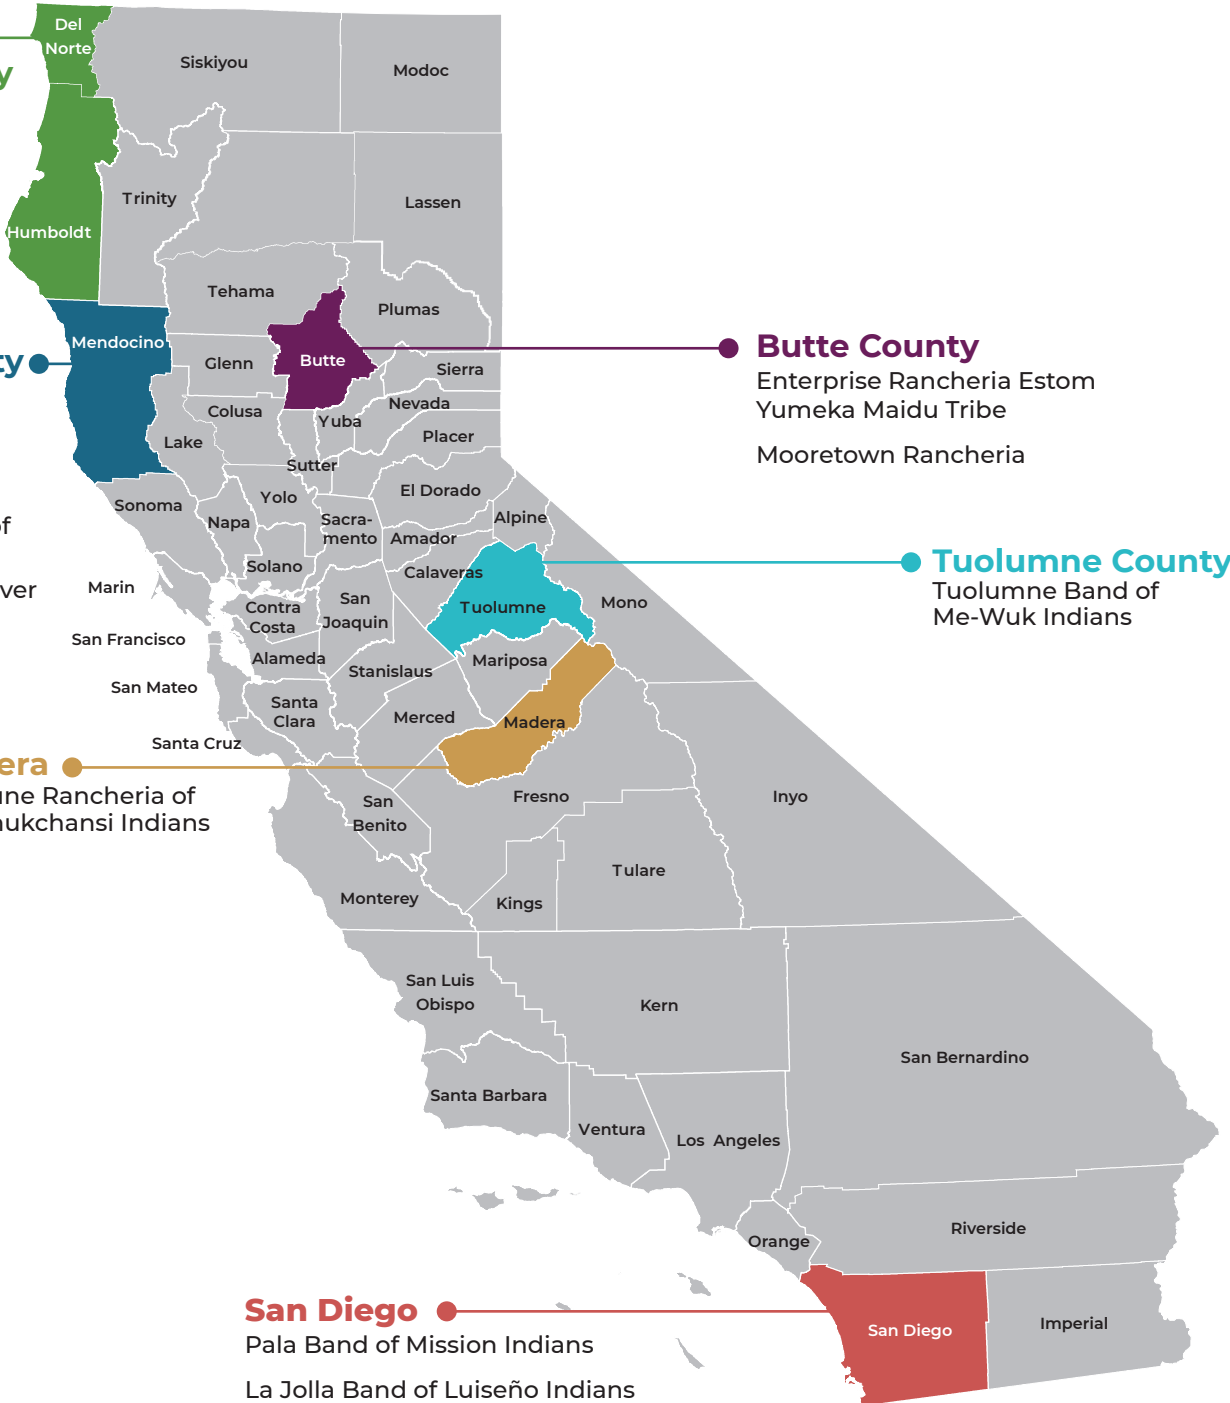 Del
Norte
Siskiyou
Modoc
Trinity
Lassen
Humboldt
Tehama
Plumas
Mendocino
Glenn
Butte
Sierra
Butte County
Enterprise Rancheria Estom
Yumeka Maidu Tribe
Mooretown Rancheria
Colusa
Yuba
Nevada
Lake
Placer
Sutter
El Dorado
Sonoma
Napa
Yolo
Sacra-
mento
Alpine
Amador
of
Solano
Calaveras
Tuolumne County
Tuolumne Band of
Me-Wuk Indians
Marin
Contra
Costa
San
Joaquin
Tuolumne
Mono
San Francisco
Alameda
Stanislaus
Mariposa
San Mateo
Santa
Clara
Merced
Madera
Santa Cruz
Rancheria of
Indians
San
Benito
Fresno
Inyo
Monterey
Kings
Tulare
San Luis
Obispo
Kern
San Bernardino
Santa Barbara
Ventura
Los Angeles
Orange
Riverside
San Diego
Pala Band of Mission Indians
La Jolla Band of Luiseño Indians
San Diego
Imperial